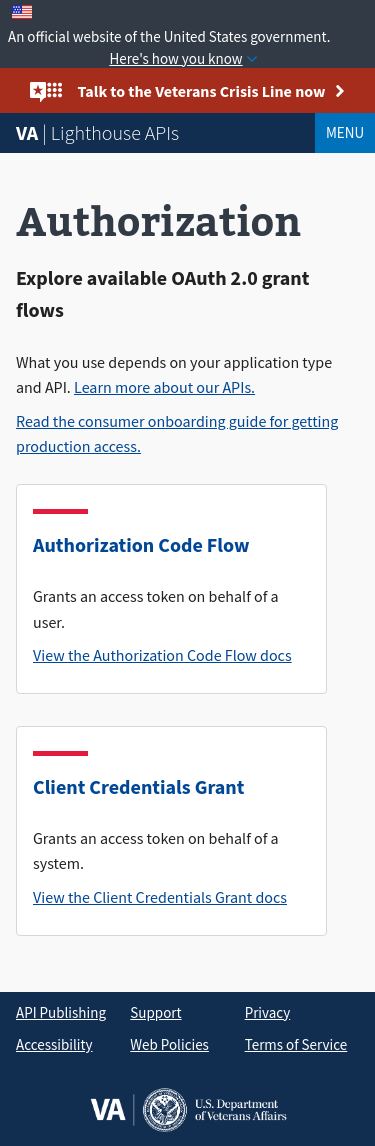 An official website of the United States government.
Here's how you know
Talk to the Veterans Crisis Line now
VA | Lighthouse APIs
MENU
Authorization
Explore available OAuth 2.0 grant
flows
What you use depends on your application type
and API. Learn more about our APIs.
Read the consumer onboarding guide for getting
production access.
Authorization Code Flow
Grants an access token on behalf of a
user.
View the Authorization Code Flow docs
Client Credentials Grant
Grants an access token on behalf of a
system.
View the Client Credentials Grant docs
API Publishing Support Privacy
Accessibility Web Policies Terms of Service
VA
U.S. Department
of Veterans Affairs